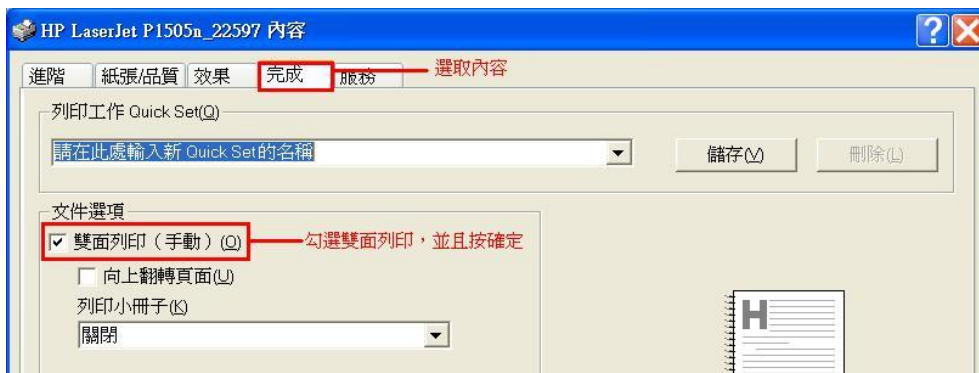 HP LaserJet P1505n_22597 內容
進階 紙張/品質 效果 完成 服務 選取內容
列印工作 Quick Set(Q)
請在此處輸入新 Quick Set的名稱 儲存(V) 刪除(L)
文件選項
雙面列印（手動）(O) 勾選雙面列印，並且按確定
向上翻轉頁面(U)
列印小冊子(K)
關閉
H